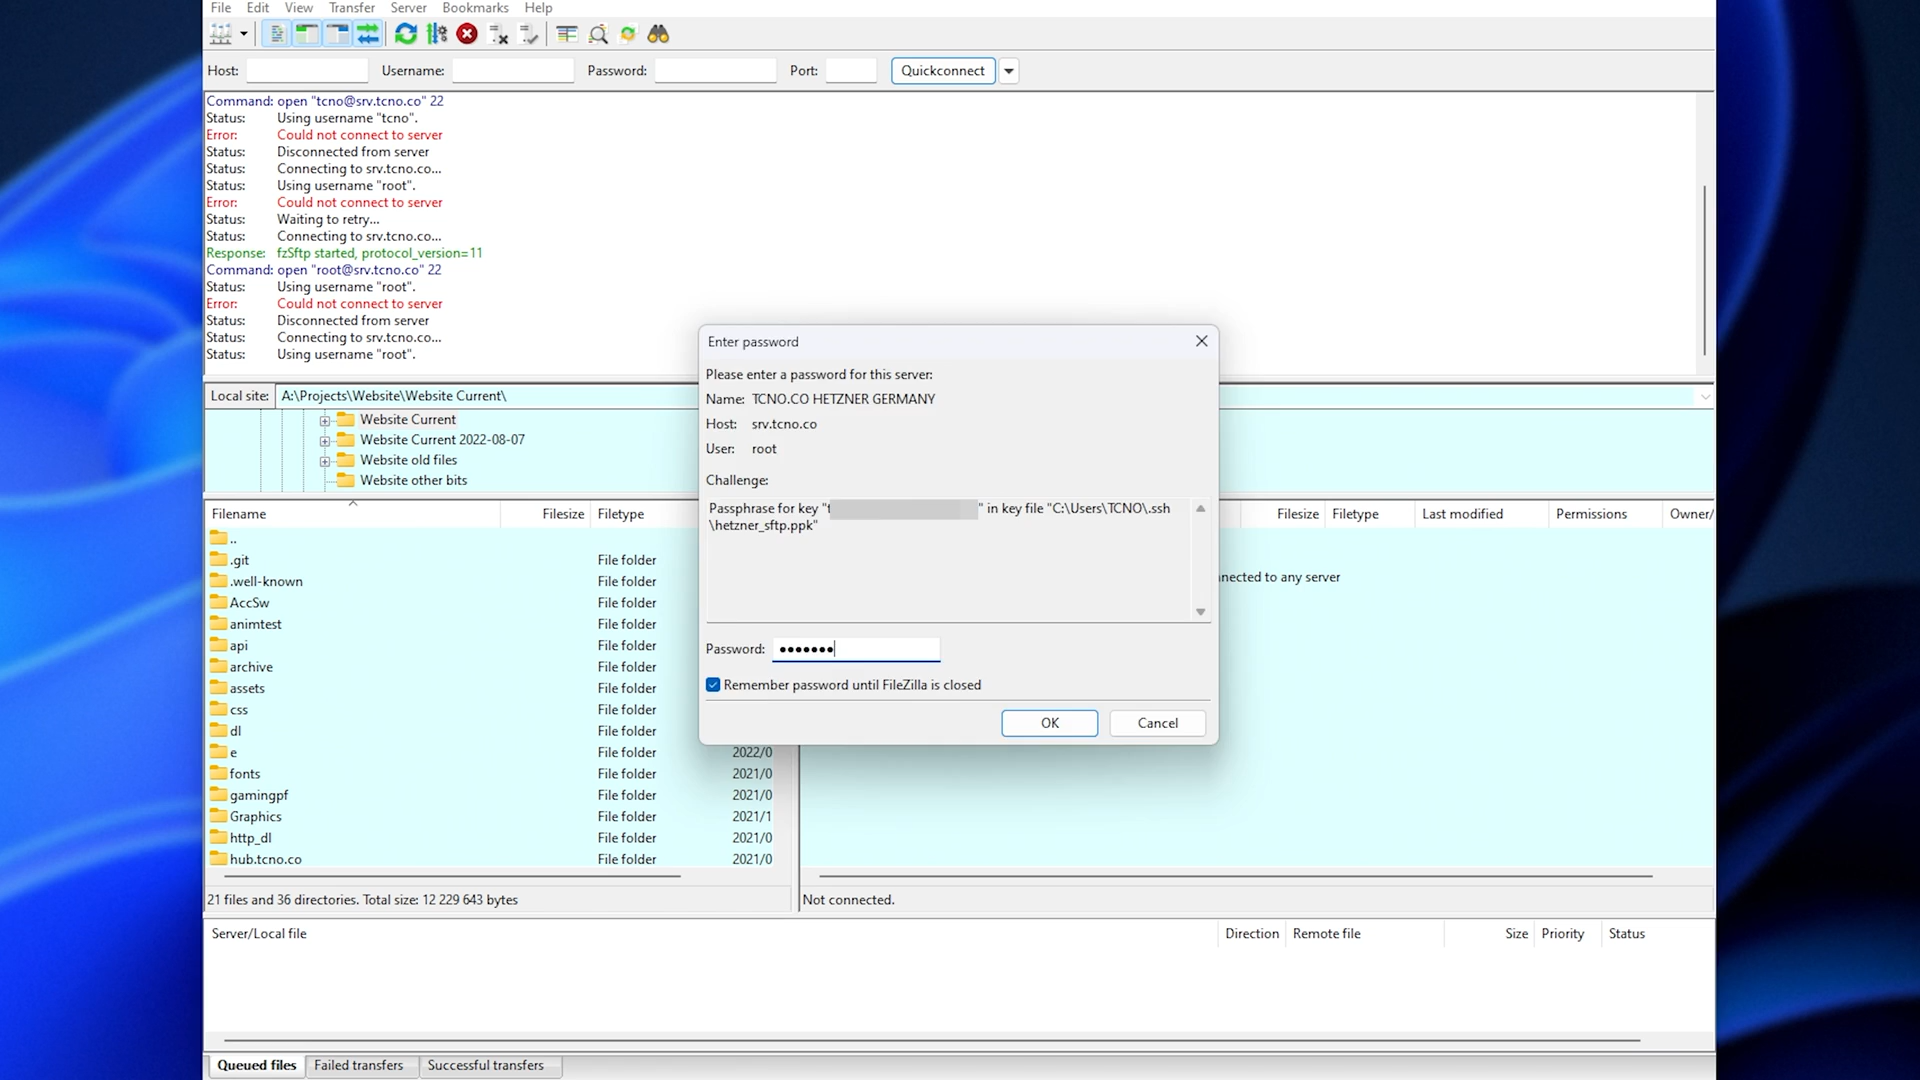 File Edit View Transfer Server Bookmarks Help
Host: Username: Password: Port: Quickconnect
Command: open "tcno@srv.tcno.co" 22
Status: Using username "tcno".
Error: Could not connect to server
Status: Disconnected from server
Status: Connecting to srv.tcno.co...
Status: Using username "root".
Error: Could not connect to server
Status: Waiting to retry...
Status: Connecting to srv.tcno.co...
Response: fzSftp started, protocol_version=11
Command: open "root@srv.tcno.co" 22
Status: Using username "root".
Error: Could not connect to server
Status: Disconnected from server
Status: Connecting to srv.tcno.co...
Status: Using username "root".
Local site: A:\Projects\Website\Website Current\
Website Current
Website Current 2022-08-07
Website old files
Website other bits
Filename Filesize Filetype
..
.git File folder
.well-known File folder
AccSw File folder
animtest File folder
api File folder
archive File folder
assets File folder
css File folder
dl File folder
e File folder 2022/0
fonts File folder 2021/0
gamingpf File folder 2021/0
Graphics File folder 2021/1
http_dl File folder 2021/0
hub.tcno.co File folder 2021/0
21 files and 36 directories. Total size: 12 229 643 bytes
Enter password
Please enter a password for this server:
Name: TCNO.CO HETZNER GERMANY
Host: srv.tcno.co
User: root
Challenge:
Passphrase for key "t " in key file "C:\Users\TCNO\.ssh
\hetzner_sftp.ppk"
Password: •••••••
Remember password until FileZilla is closed
OK Cancel
Filesize Filetype Last modified Permissions Owner/
nected to any server
Not connected.
Server/Local file Direction Remote file Size Priority Status
Queued files Failed transfers Successful transfers